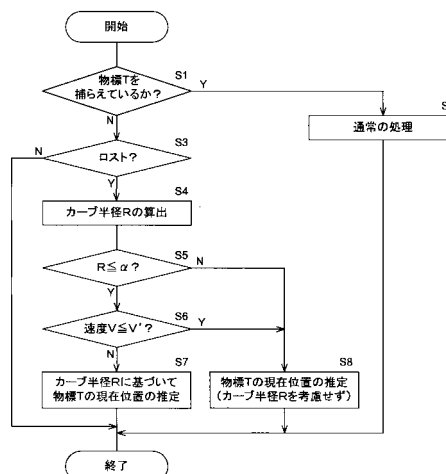 開始
S1
物標Tを
捕らえているか?
Y
N
S
通常の処理
S3
N
ロスト?
Y
S4
カーブ半径Rの算出
S5
R≦α?
N
Y
S6
速度V≦V'?
Y
N
S7
カーブ半径Rに基づいて
物標Tの現在位置の推定
S8
物標Tの現在位置の推定
(カーブ半径Rを考慮せず)
終了